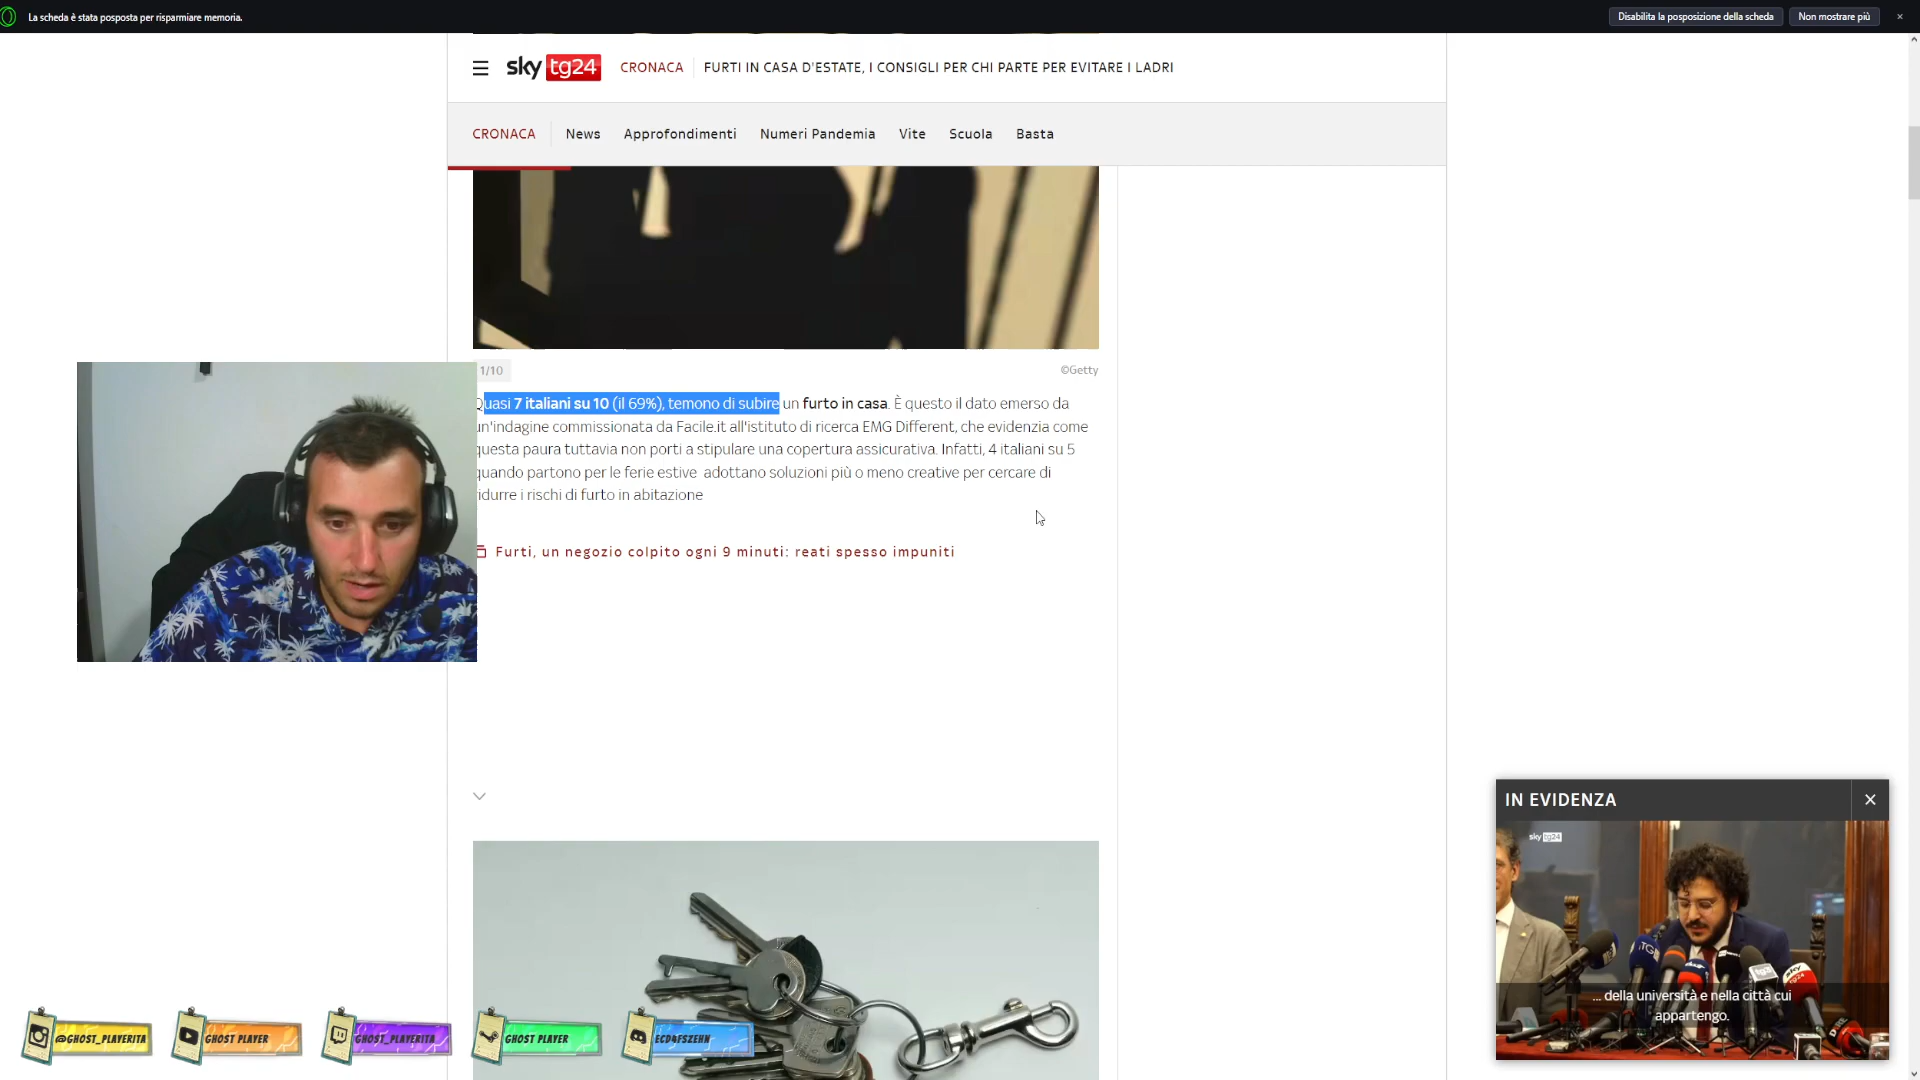 La scheda è stata posposta per risparmiare memoria.
Disabilita la posposizione della scheda
Non mostrare più
sky tg24
CRONACA
FURTI IN CASA D'ESTATE, I CONSIGLI PER CHI PARTE PER EVITARE I LADRI
CRONACA
News
Approfondimenti
Numeri Pandemia
Vite
Scuola
Basta
1/10
©Getty
Quasi 7 italiani su 10 (il 69%), temono di subire un furto in casa. È questo il dato emerso da
un'indagine commissionata da Facile.it all'istituto di ricerca EMG Different, che evidenzia come
questa paura tuttavia non porti a stipulare una copertura assicurativa. Infatti, 4 italiani su 5
quando partono per le ferie estive adottano soluzioni più o meno creative per cercare di
ridurre i rischi di furto in abitazione
Furti, un negozio colpito ogni 9 minuti: reati spesso impuniti
IN EVIDENZA
sky tg24
... della università e nella città cui
appartengo.
@GHOST_PLAYERITA
GHOST PLAYER
GHOST_PLAYERITA
GHOST PLAYER
ECD4FSZEHN